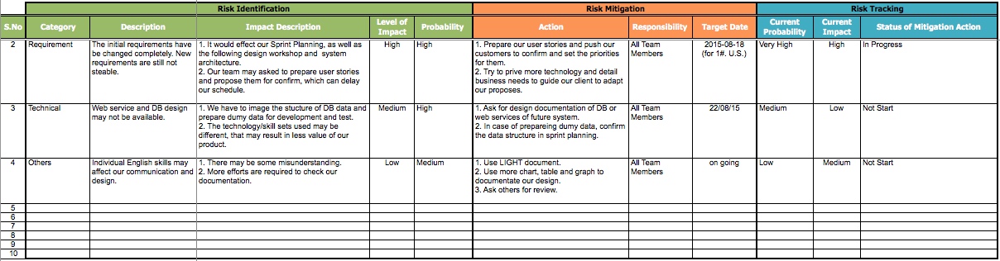 Risk Identification
Risk Mitigation
Risk Tracking
S.No
Category
Description
Impact Description
Level of
Impact
Probability
Action
Responsibility
Target Date
Current
Probability
Current
Impact
Status of Mitigation Action
2
Requirement
The initial requirements have
be changed completely. New
requirements are still not
steable.
1. It would effect our Sprint Planning, as well as
the following design workshop and system
architecture.
2. Our team may asked to prepare user stories
and propose them for confirm, which can delay
our schedule.
High
High
1. Prepare our user stories and push our
customers to confirm and set the priorities
for them.
2. Try to prive more technology and detail
business needs to guide our client to adapt
our proposes.
All Team
Members
2015-08-18
(for 1#. U.S.)
Very High
High
In Progress
3
Technical
Web service and DB design
may not be available.
1. We have to image the stucture of DB data and
prepare dumy data for development and test.
2. The technology/skill sets used may be
different, that may result in less value of our
product.
Medium
High
1. Ask for design documentation of DB or
web services of future system.
2. In case of prepareing dumy data, confirm
the data structure in sprint planning.
All Team
Members
22/08/15
Medium
Low
Not Start
4
Others
Individual English skills may
affect our communication and
design.
1. There may be some misunderstanding.
2. More efforts are required to check our
documentation.
Low
Medium
1. Use LIGHT document.
2. Use more chart, table and graph to
documentate our design.
3. Ask others for review.
All Team
Members
on going
Low
Medium
Not Start
5
6
7
8
9
10